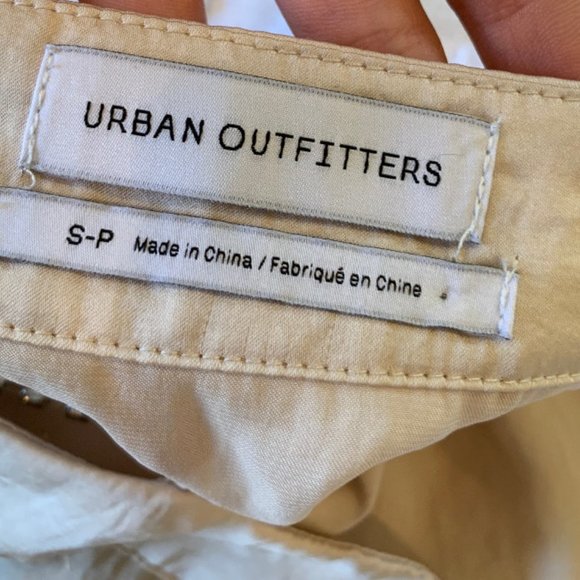 URBAN OUTFITTERS
S-P Made in China / Fabriqué en Chine